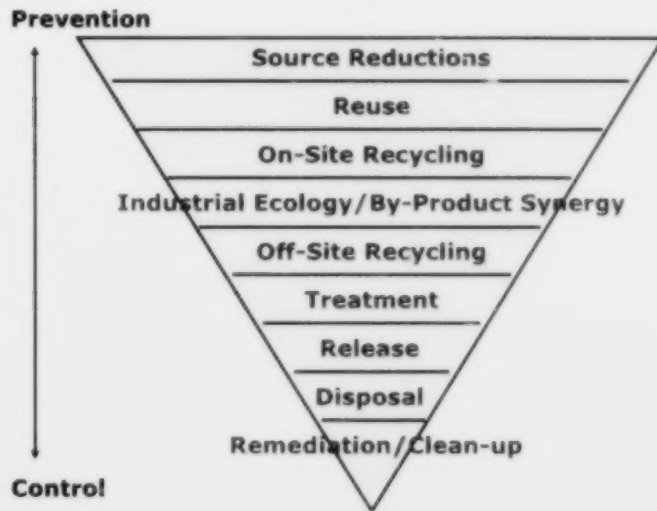 Prevention
Source Reductions
Reuse
On-Site Recycling
Industrial Ecology/By-Product Synergy
Off-Site Recycling
Treatment
Release
Disposal
Remediation/Clean-up
Control